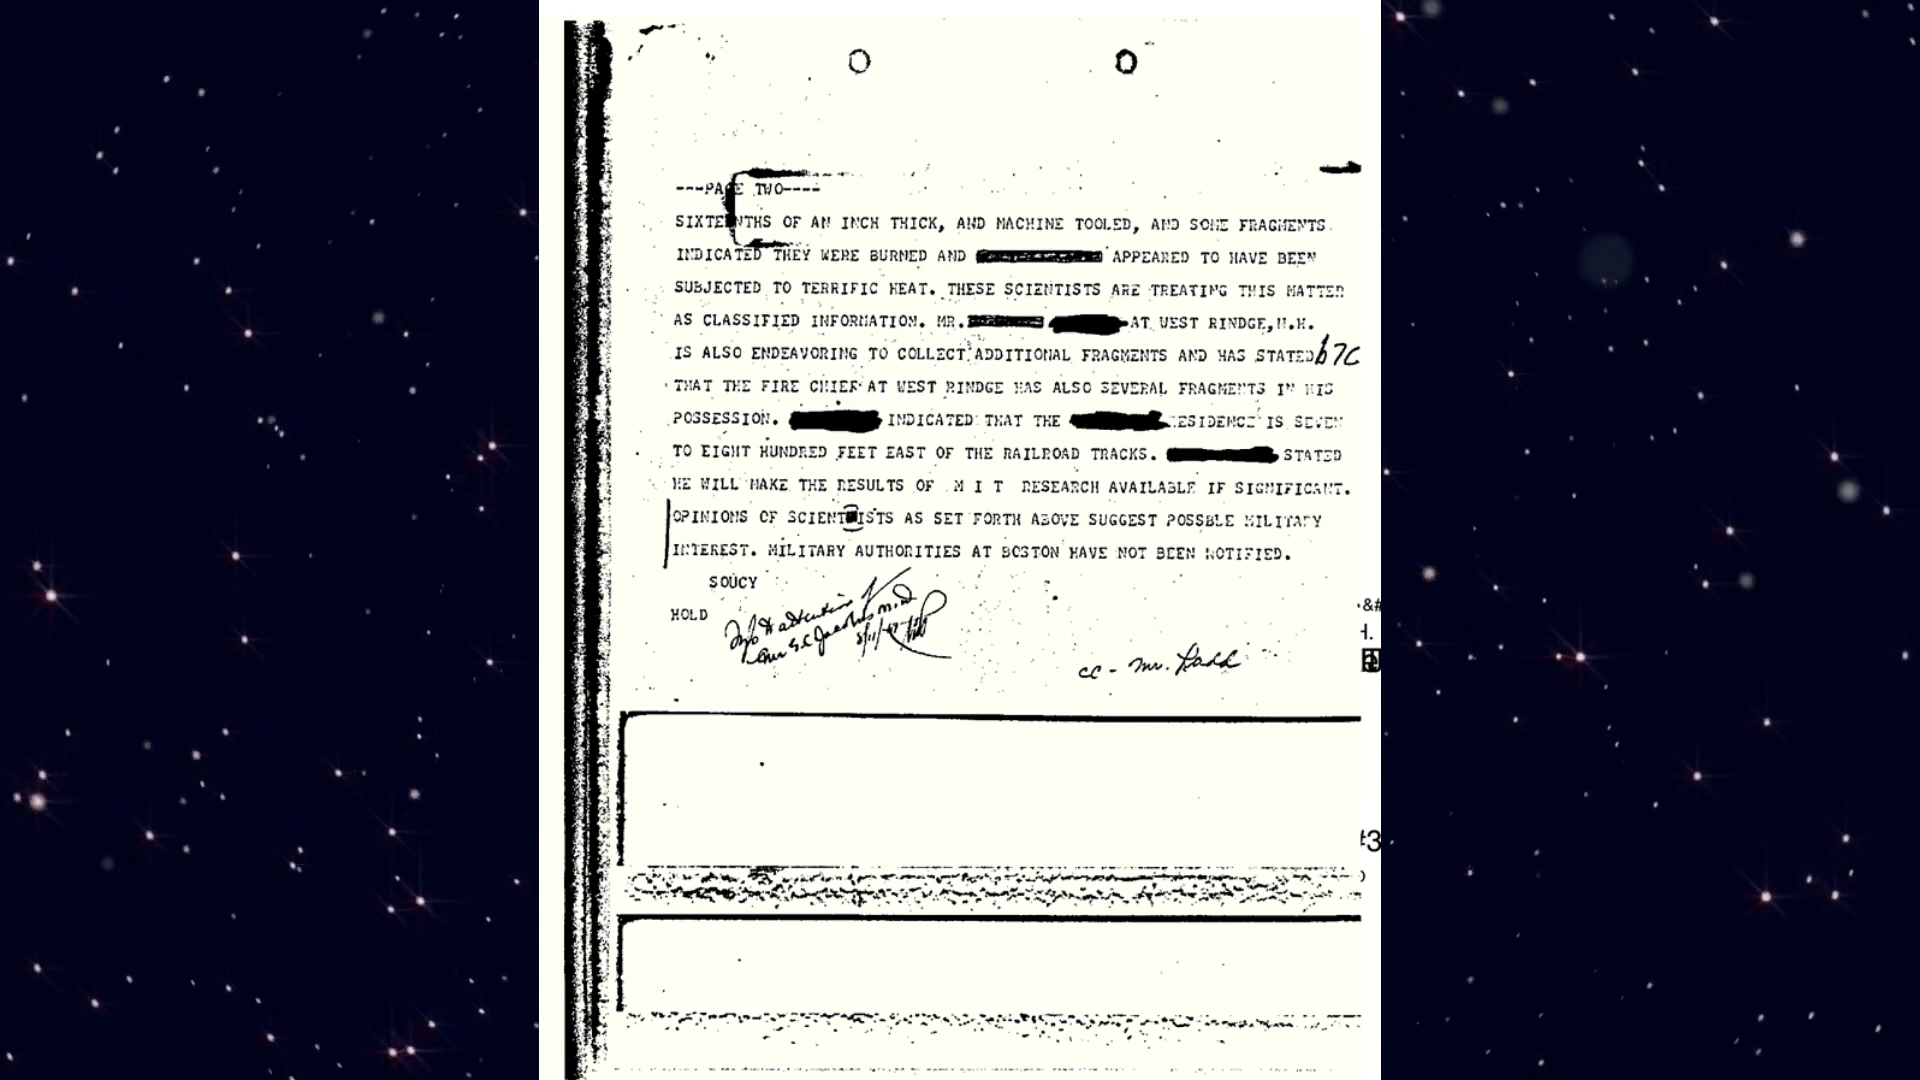 ---PAGE TWO----
SIXTEENTHS OF AN INCH THICK, AND MACHINE TOOLED, AND SOME FRAGMENTS
INDICATED THEY WERE BURNED AND APPEARED TO HAVE BEEN
SUBJECTED TO TERRIFIC HEAT. THESE SCIENTISTS ARE TREATING THIS MATTER
AS CLASSIFIED INFORMATION. MR. AT WEST RINDGE, N.H.
IS ALSO ENDEAVORING TO COLLECT ADDITIONAL FRAGMENTS AND HAS STATED b7C
THAT THE FIRE CHIEF AT WEST RINDGE HAS ALSO SEVERAL FRAGMENTS IN HIS
POSSESSION. INDICATED THAT THE RESIDENCE IS SEVEN
TO EIGHT HUNDRED FEET EAST OF THE RAILROAD TRACKS. STATED
HE WILL MAKE THE RESULTS OF M I T RESEARCH AVAILABLE IF SIGNIFICANT.
OPINIONS OF SCIENTISTS AS SET FORTH ABOVE SUGGEST POSSBLE MILITARY
INTEREST. MILITARY AUTHORITIES AT BOSTON HAVE NOT BEEN NOTIFIED.
SOUCY
HOLD
Info attention
cc - Mr. Ladd